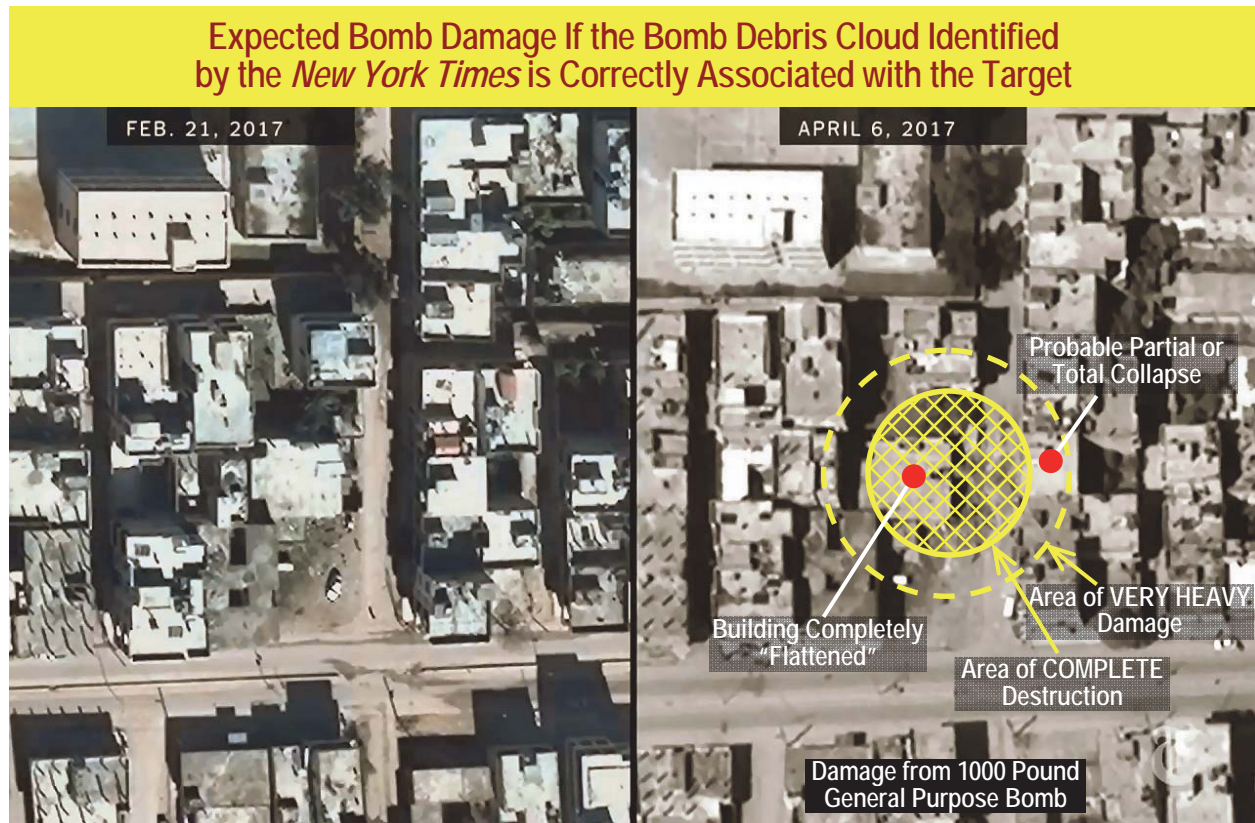 Expected Bomb Damage If the Bomb Debris Cloud Identified
by the New York Times is Correctly Associated with the Target
FEB. 21, 2017
APRIL 6, 2017
Probable Partial or
Total Collapse
Area of VERY HEAVY
Damage
Building Completely
“Flattened”
Area of COMPLETE
Destruction
Damage from 1000 Pound
General Purpose Bomb